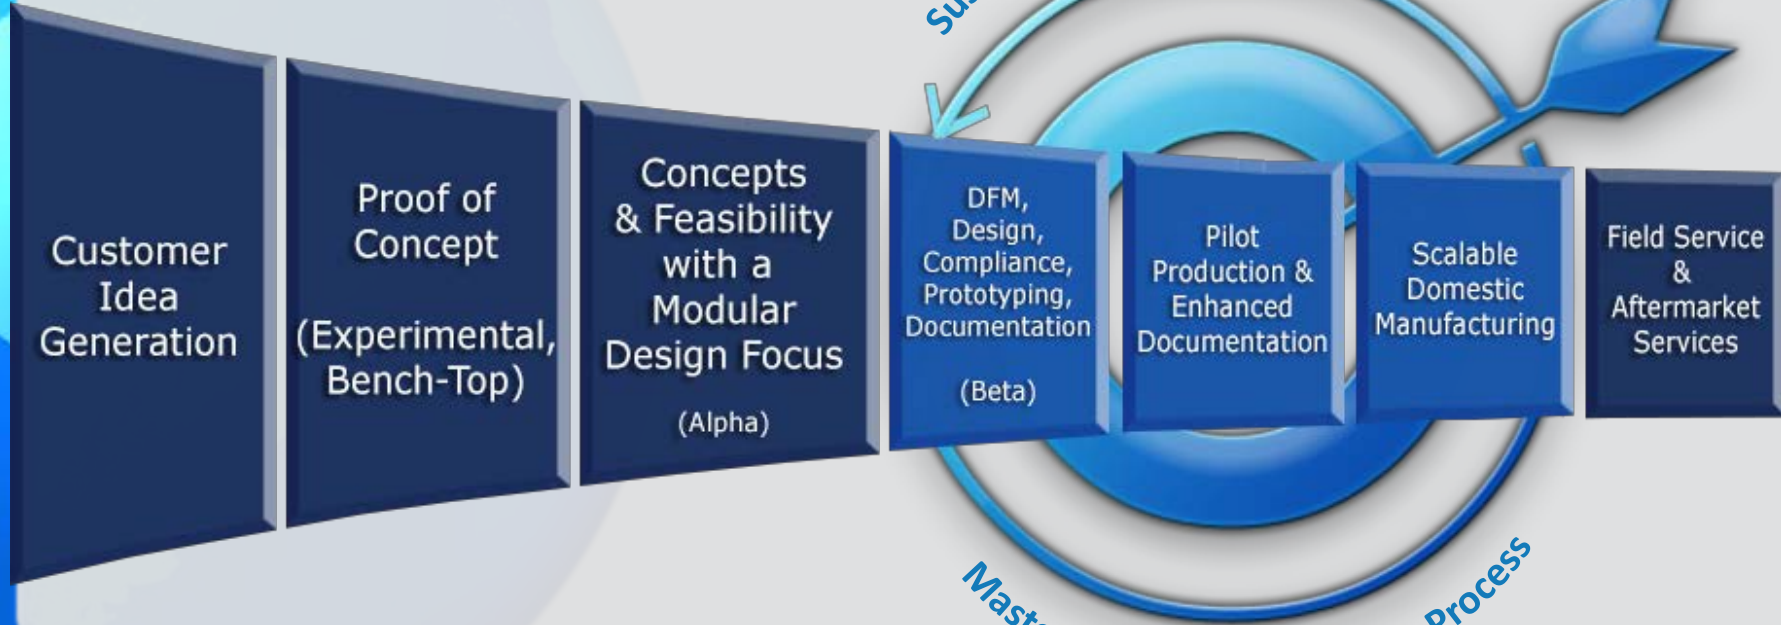 Customer
Idea
Generation
Proof of
Concept
(Experimental,
Bench-Top)
Concepts
& Feasibility
with a
Modular
Design Focus
(Alpha)
DFM,
Design,
Compliance,
Prototyping,
Documentation
(Beta)
Pilot
Production &
Enhanced
Documentation
Scalable
Domestic
Manufacturing
Field Service
&
Aftermarket
Services
Process